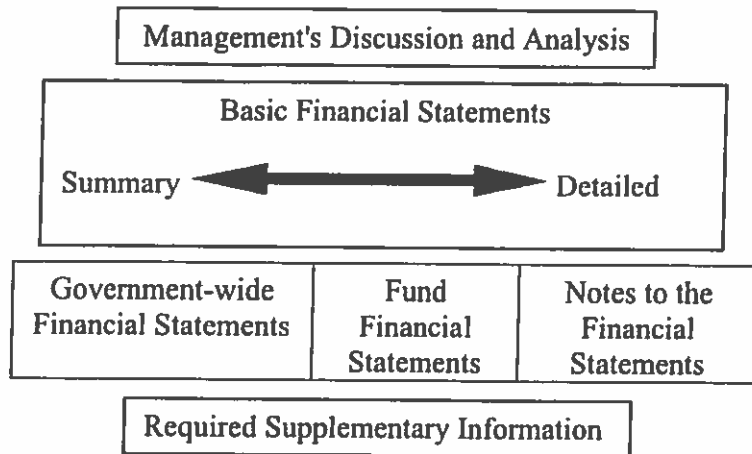 Management's Discussion and Analysis
Basic Financial Statements
Summary
Detailed
Government-wide
Financial Statements
Fund
Financial
Statements
Notes to the
Financial
Statements
Required Supplementary Information